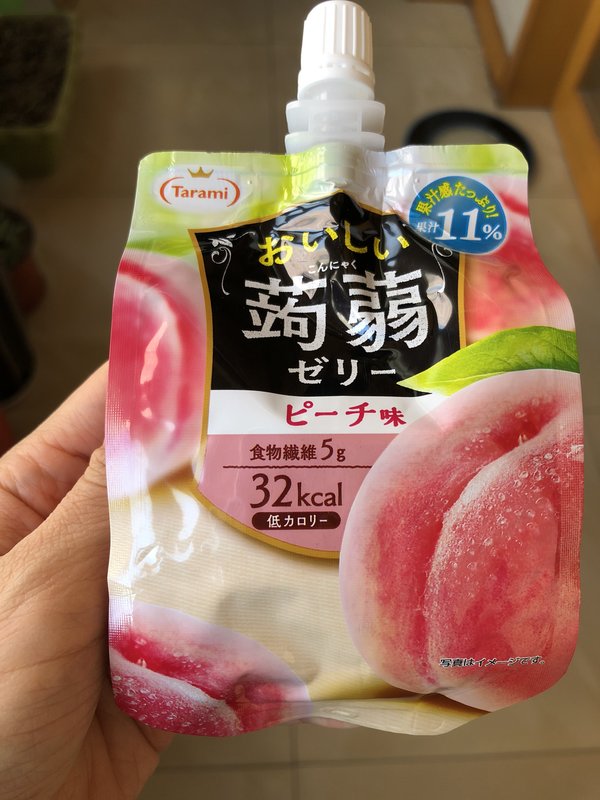 Tarami
果汁感たっぷり!
果汁11%
おいしい
こんにゃく
蒟蒻
ゼリー
ピーチ味
食物繊維5g
32kcal
低カロリー
写真はイメージです。